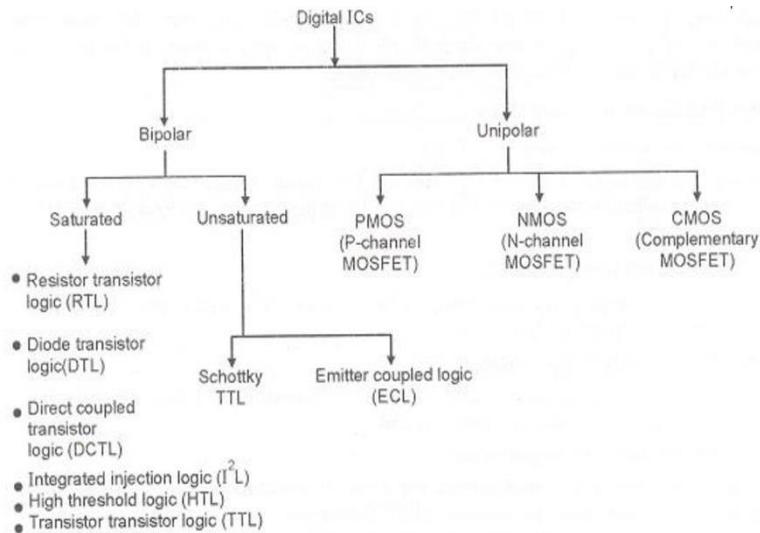 Digital ICs
Bipolar
Unipolar
Saturated
Unsaturated
PMOS
(P-channel
MOSFET)
NMOS
(N-channel
MOSFET)
CMOS
(Complementary
MOSFET)
• Resistor transistor
logic (RTL)
• Diode transistor
logic(DTL)
• Direct coupled
transistor
logic (DCTL)
• Integrated injection logic (I²L)
• High threshold logic (HTL)
• Transistor transistor logic (TTL)
Schottky
TTL
Emitter coupled logic
(ECL)